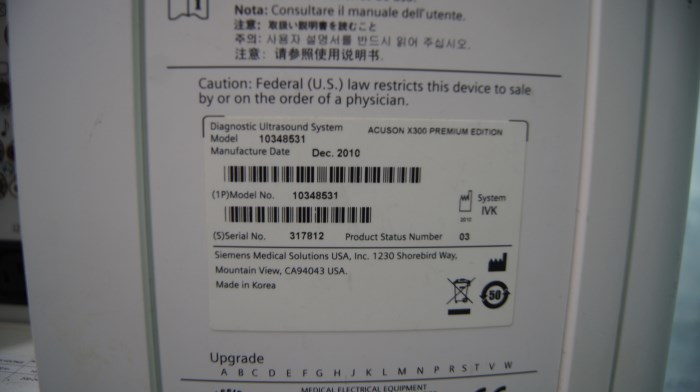 Nota: Consultare il manuale dell'utente.
注意: 取扱い説明書を読むこと
주의: 사용자 설명서를 반드시 읽어 주십시오.
注意: 请参照使用说明书.
Caution: Federal (U.S.) law restricts this device to sale
by or on the order of a physician.
Diagnostic Ultrasound System ACUSON X300 PREMIUM EDITION
Model 10348531
Manufacture Date Dec. 2010
(1P)Model No. 10348531
System
IVK
2010
(S)Serial No. 317812 Product Status Number 03
Siemens Medical Solutions USA, Inc. 1230 Shorebird Way,
Mountain View, CA94043 USA.
Made in Korea
50
Upgrade
A B C D E F G H J K L M N P R S T V W
MEDICAL ELECTRICAL EQUIPMENT